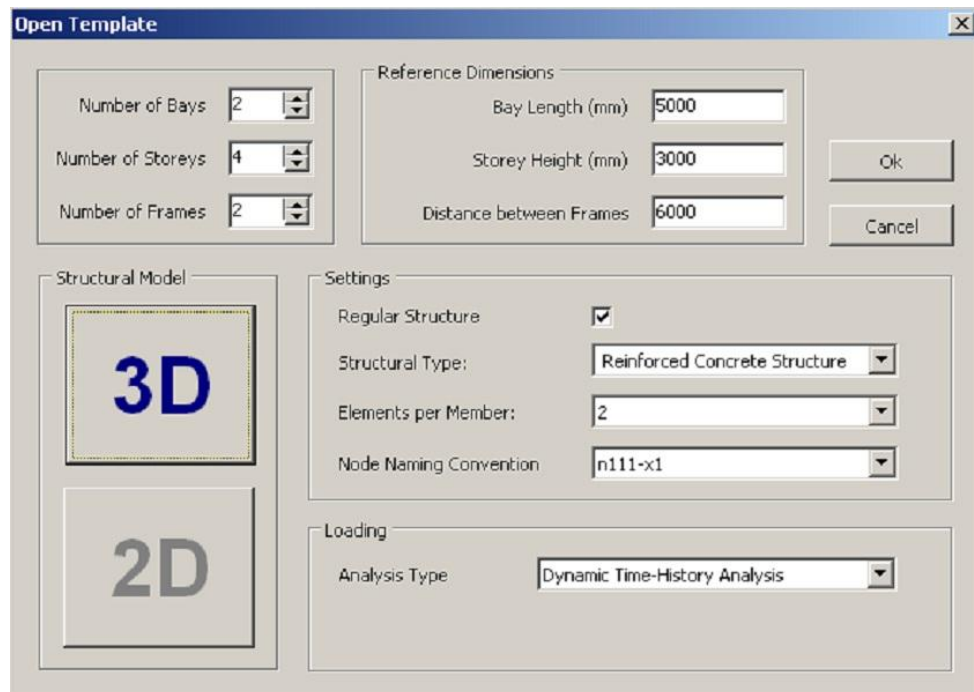 Open Template
Number of Bays 2
Number of Storeys 4
Number of Frames 2
Reference Dimensions
Bay Length (mm) 5000
Storey Height (mm) 3000
Distance between Frames 6000
Ok
Cancel
Structural Model
3D
2D
Settings
Regular Structure
Structural Type: Reinforced Concrete Structure
Elements per Member: 2
Node Naming Convention n111-x1
Loading
Analysis Type Dynamic Time-History Analysis